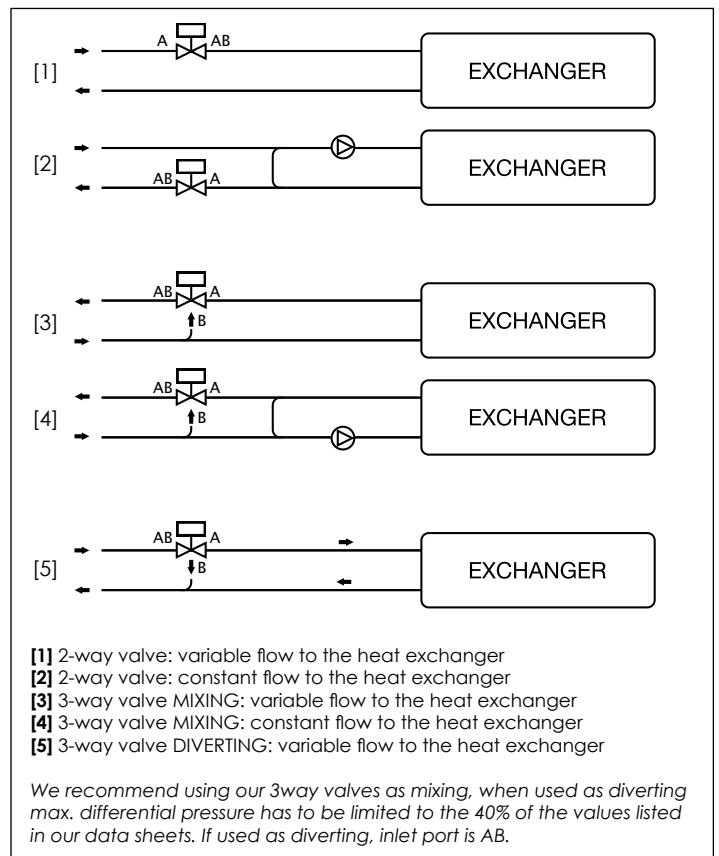 A AB
[1] EXCHANGER
[2] EXCHANGER
AB A
AB A
[3] B EXCHANGER
AB A
[4] B EXCHANGER
AB A
[5] B EXCHANGER
[1] 2-way valve: variable flow to the heat exchanger
[2] 2-way valve: constant flow to the heat exchanger
[3] 3-way valve MIXING: variable flow to the heat exchanger
[4] 3-way valve MIXING: constant flow to the heat exchanger
[5] 3-way valve DIVERTING: variable flow to the heat exchanger
We recommend using our 3way valves as mixing, when used as diverting
max. differential pressure has to be limited to the 40% of the values listed
in our data sheets. If used as diverting, inlet port is AB.